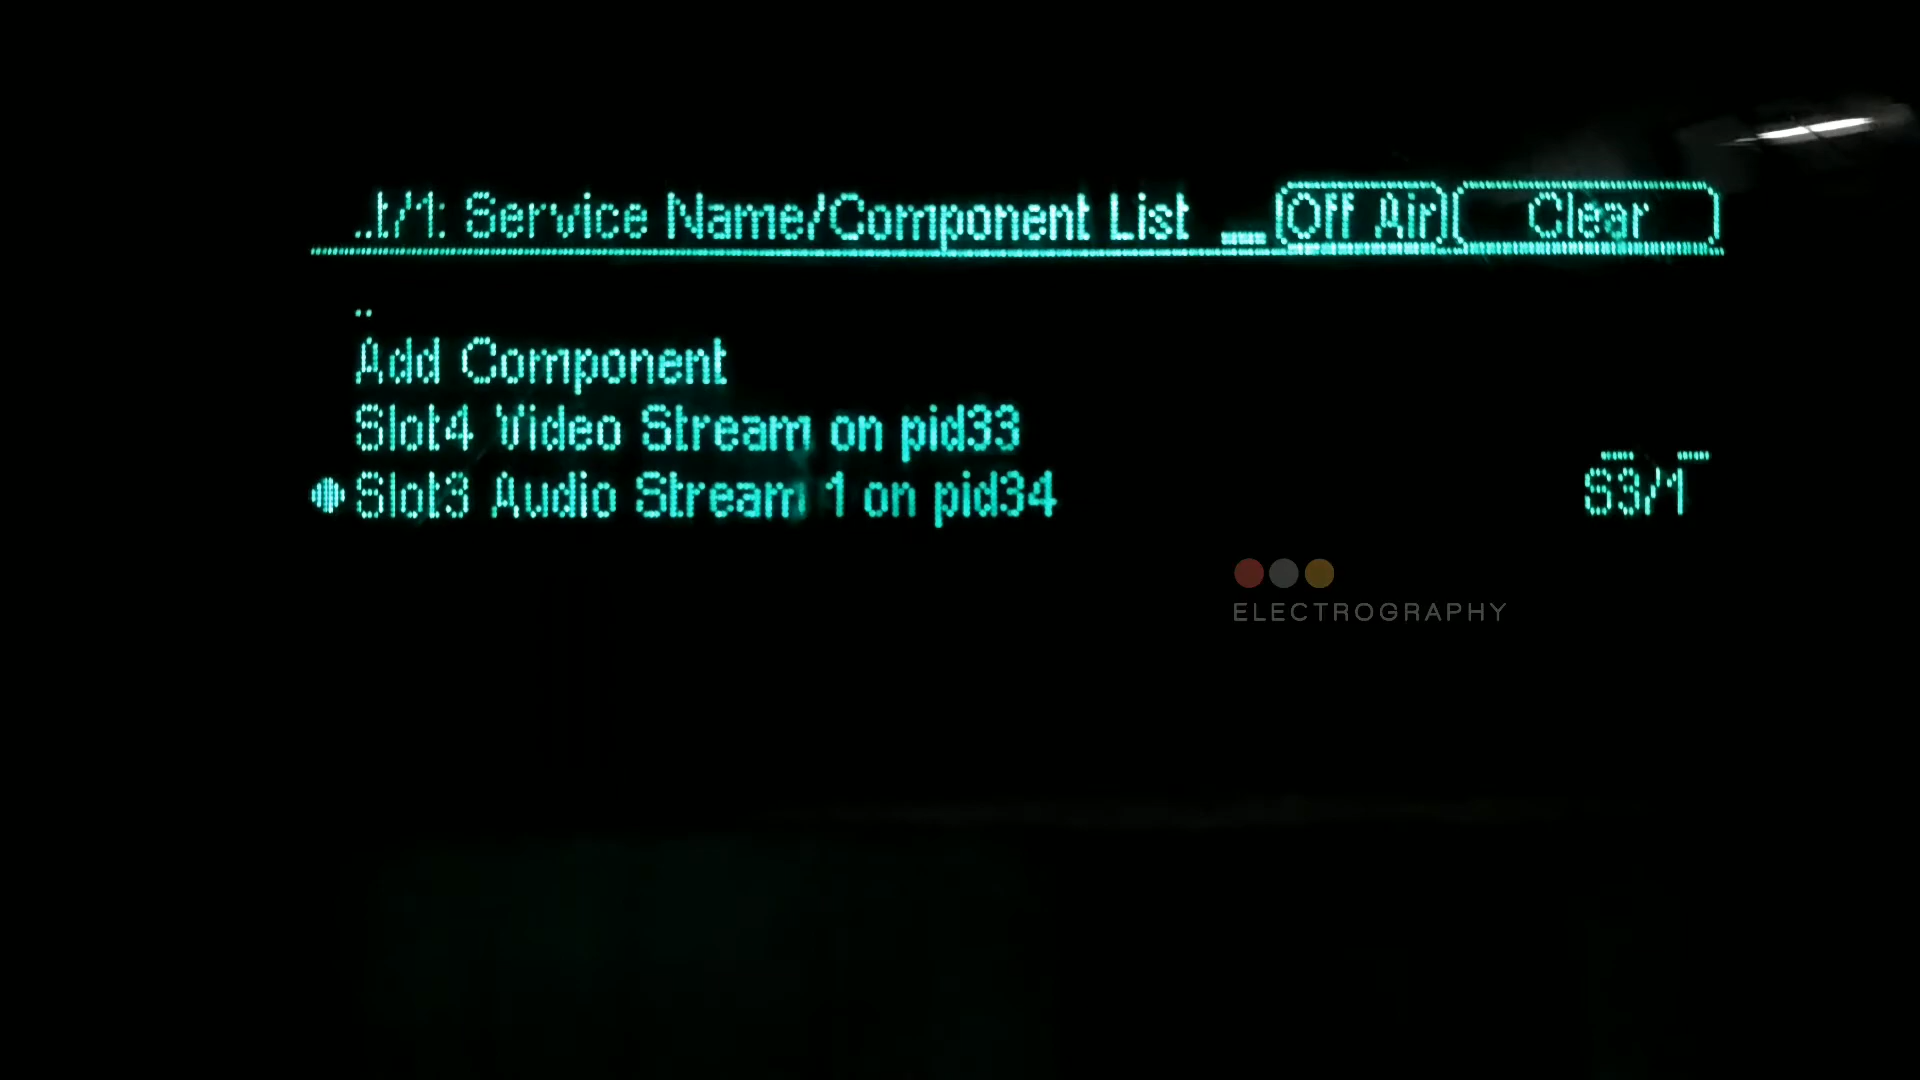 ..t/1: Service Name/Component List Off Air Clear
..
Add Component
Slot4 Video Stream on pid33
Slot3 Audio Stream 1 on pid34 S3/1
ELECTROGRAPHY